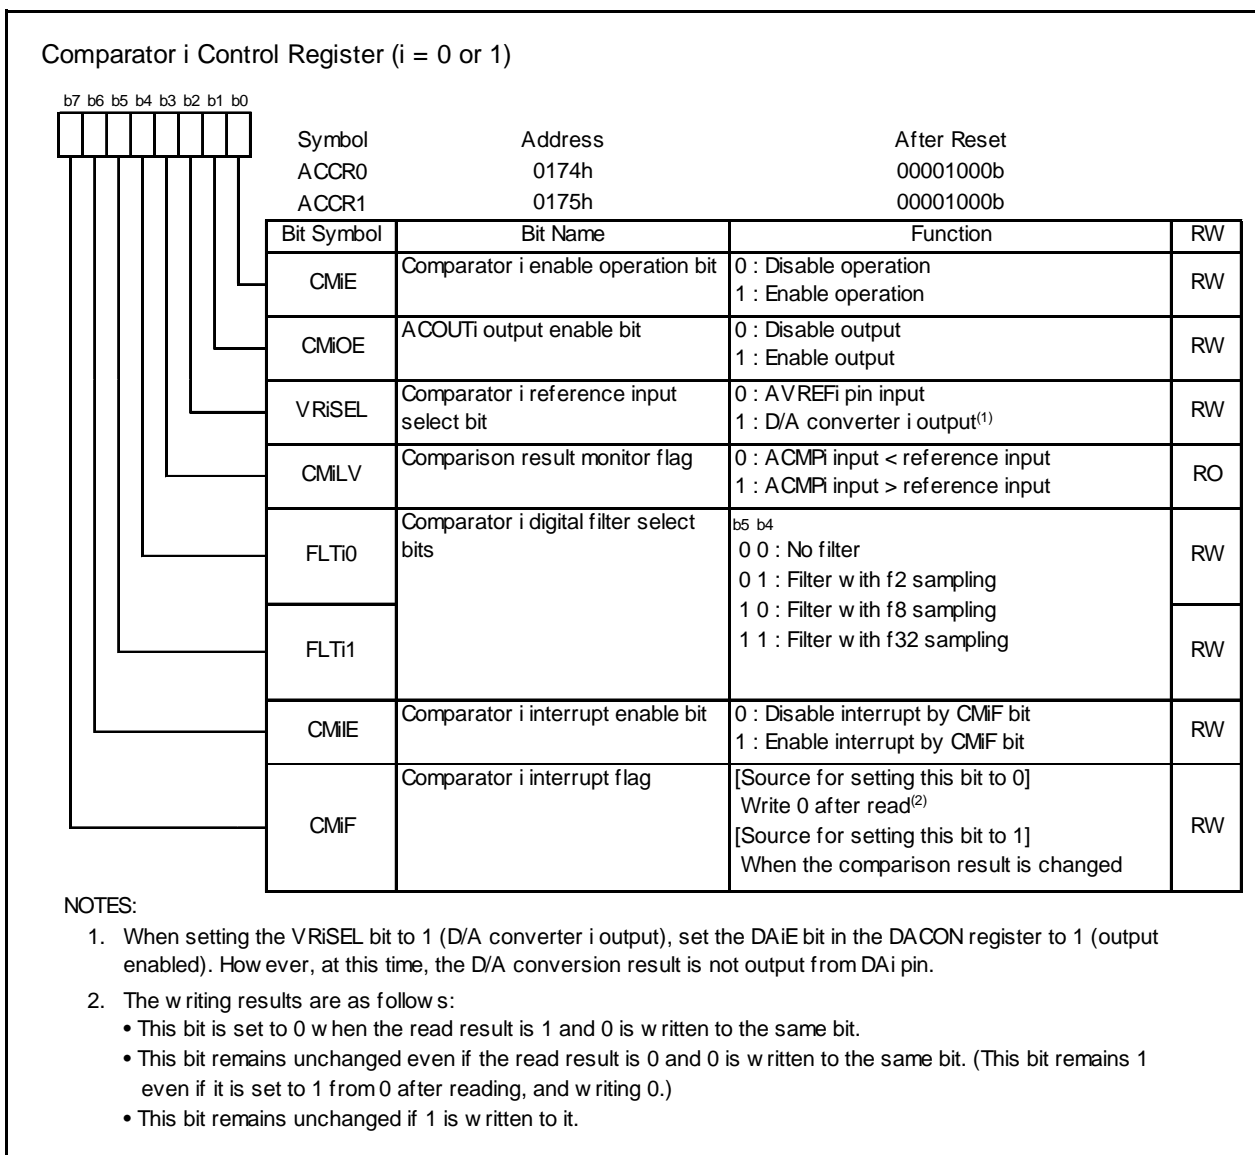 Comparator i Control Register (i = 0 or 1)
b7 b6 b5 b4 b3 b2 b1 b0
Symbol Address After Reset
ACCR0 0174h 00001000b
ACCR1 0175h 00001000b
Bit Symbol Bit Name Function RW
CMiE Comparator i enable operation bit 0 : Disable operation RW
1 : Enable operation
CMiOE ACOUTi output enable bit 0 : Disable output RW
1 : Enable output
VRiSEL Comparator i reference input 0 : AVREFi pin input RW
select bit 1 : D/A converter i output(1)
CMiLV Comparison result monitor flag 0 : ACMPi input < reference input RO
1 : ACMPi input > reference input
Comparator i digital filter select b5 b4
FLTi0 bits 0 0 : No filter RW
0 1 : Filter with f2 sampling
1 0 : Filter with f8 sampling
FLTi1 1 1 : Filter with f32 sampling RW
CMiIE Comparator i interrupt enable bit 0 : Disable interrupt by CMiF bit RW
1 : Enable interrupt by CMiF bit
Comparator i interrupt flag [Source for setting this bit to 0]
Write 0 after read(2)
CMiF [Source for setting this bit to 1] RW
When the comparison result is changed
NOTES:
1. When setting the VRiSEL bit to 1 (D/A converter i output), set the DAiE bit in the DACON register to 1 (output
enabled). However, at this time, the D/A conversion result is not output from DAi pin.
2. The writing results are as follows:
• This bit is set to 0 when the read result is 1 and 0 is written to the same bit.
• This bit remains unchanged even if the read result is 0 and 0 is written to the same bit. (This bit remains 1
even if it is set to 1 from 0 after reading, and writing 0.)
• This bit remains unchanged if 1 is written to it.